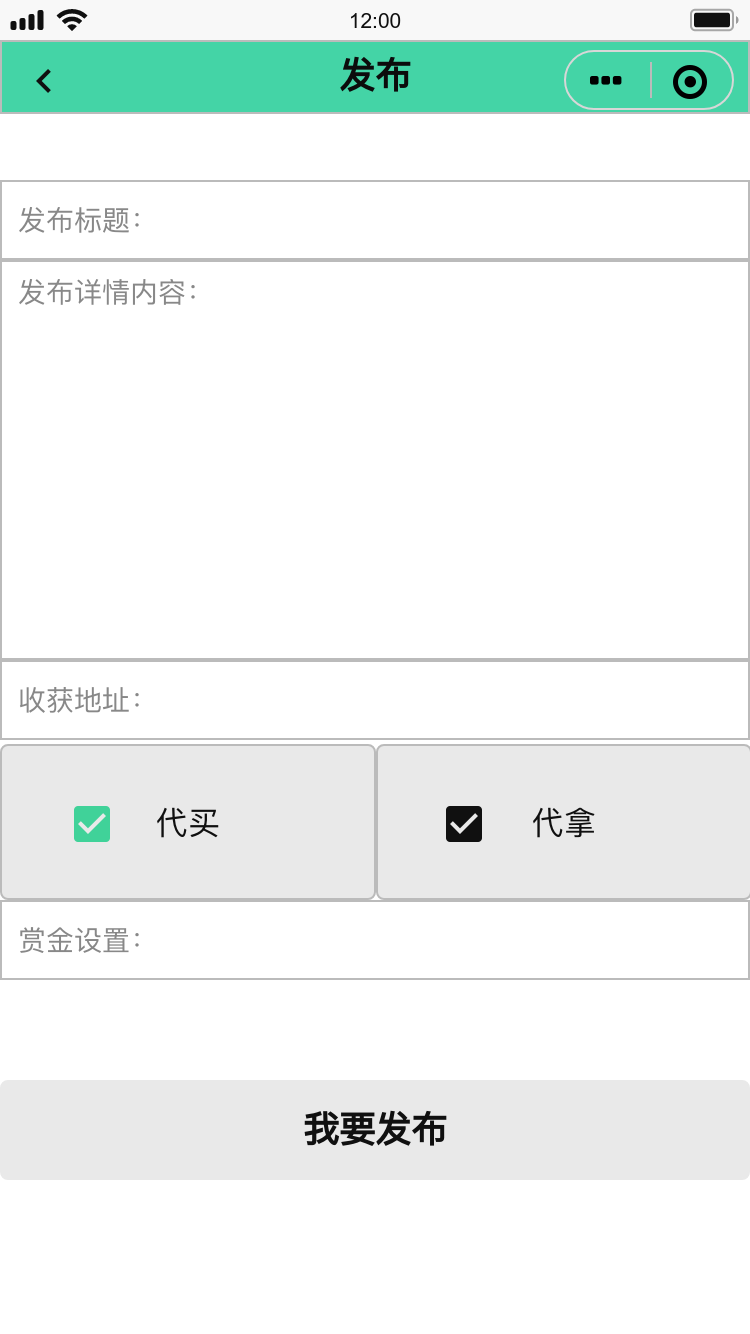 12:00
发布
发布标题：
发布详情内容：
收获地址：
代买
代拿
赏金设置：
我要发布